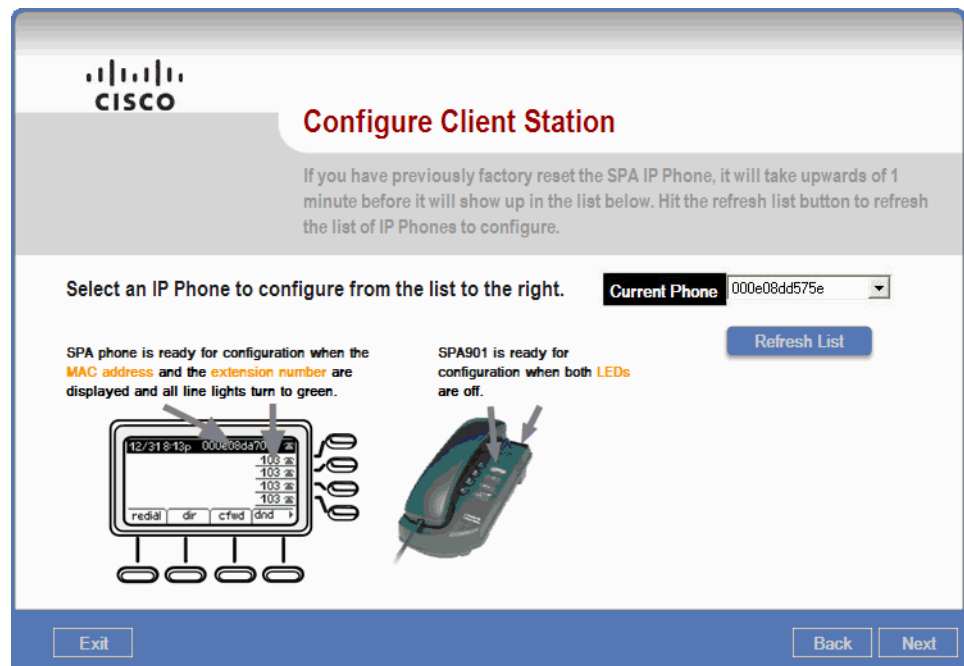 CISCO
Configure Client Station
If you have previously factory reset the SPA IP Phone, it will take upwards of 1
minute before it will show up in the list below. Hit the refresh list button to refresh
the list of IP Phones to configure.
Select an IP Phone to configure from the list to the right.
Current Phone 000e08dd575e
Refresh List
SPA phone is ready for configuration when the
MAC address and the extension number are
displayed and all line lights turn to green.
SPA901 is ready for
configuration when both LEDs
are off.
12/31 8:13p 000e08da70
103
103
103
103
redial dir cfwd dnd
Exit Back Next